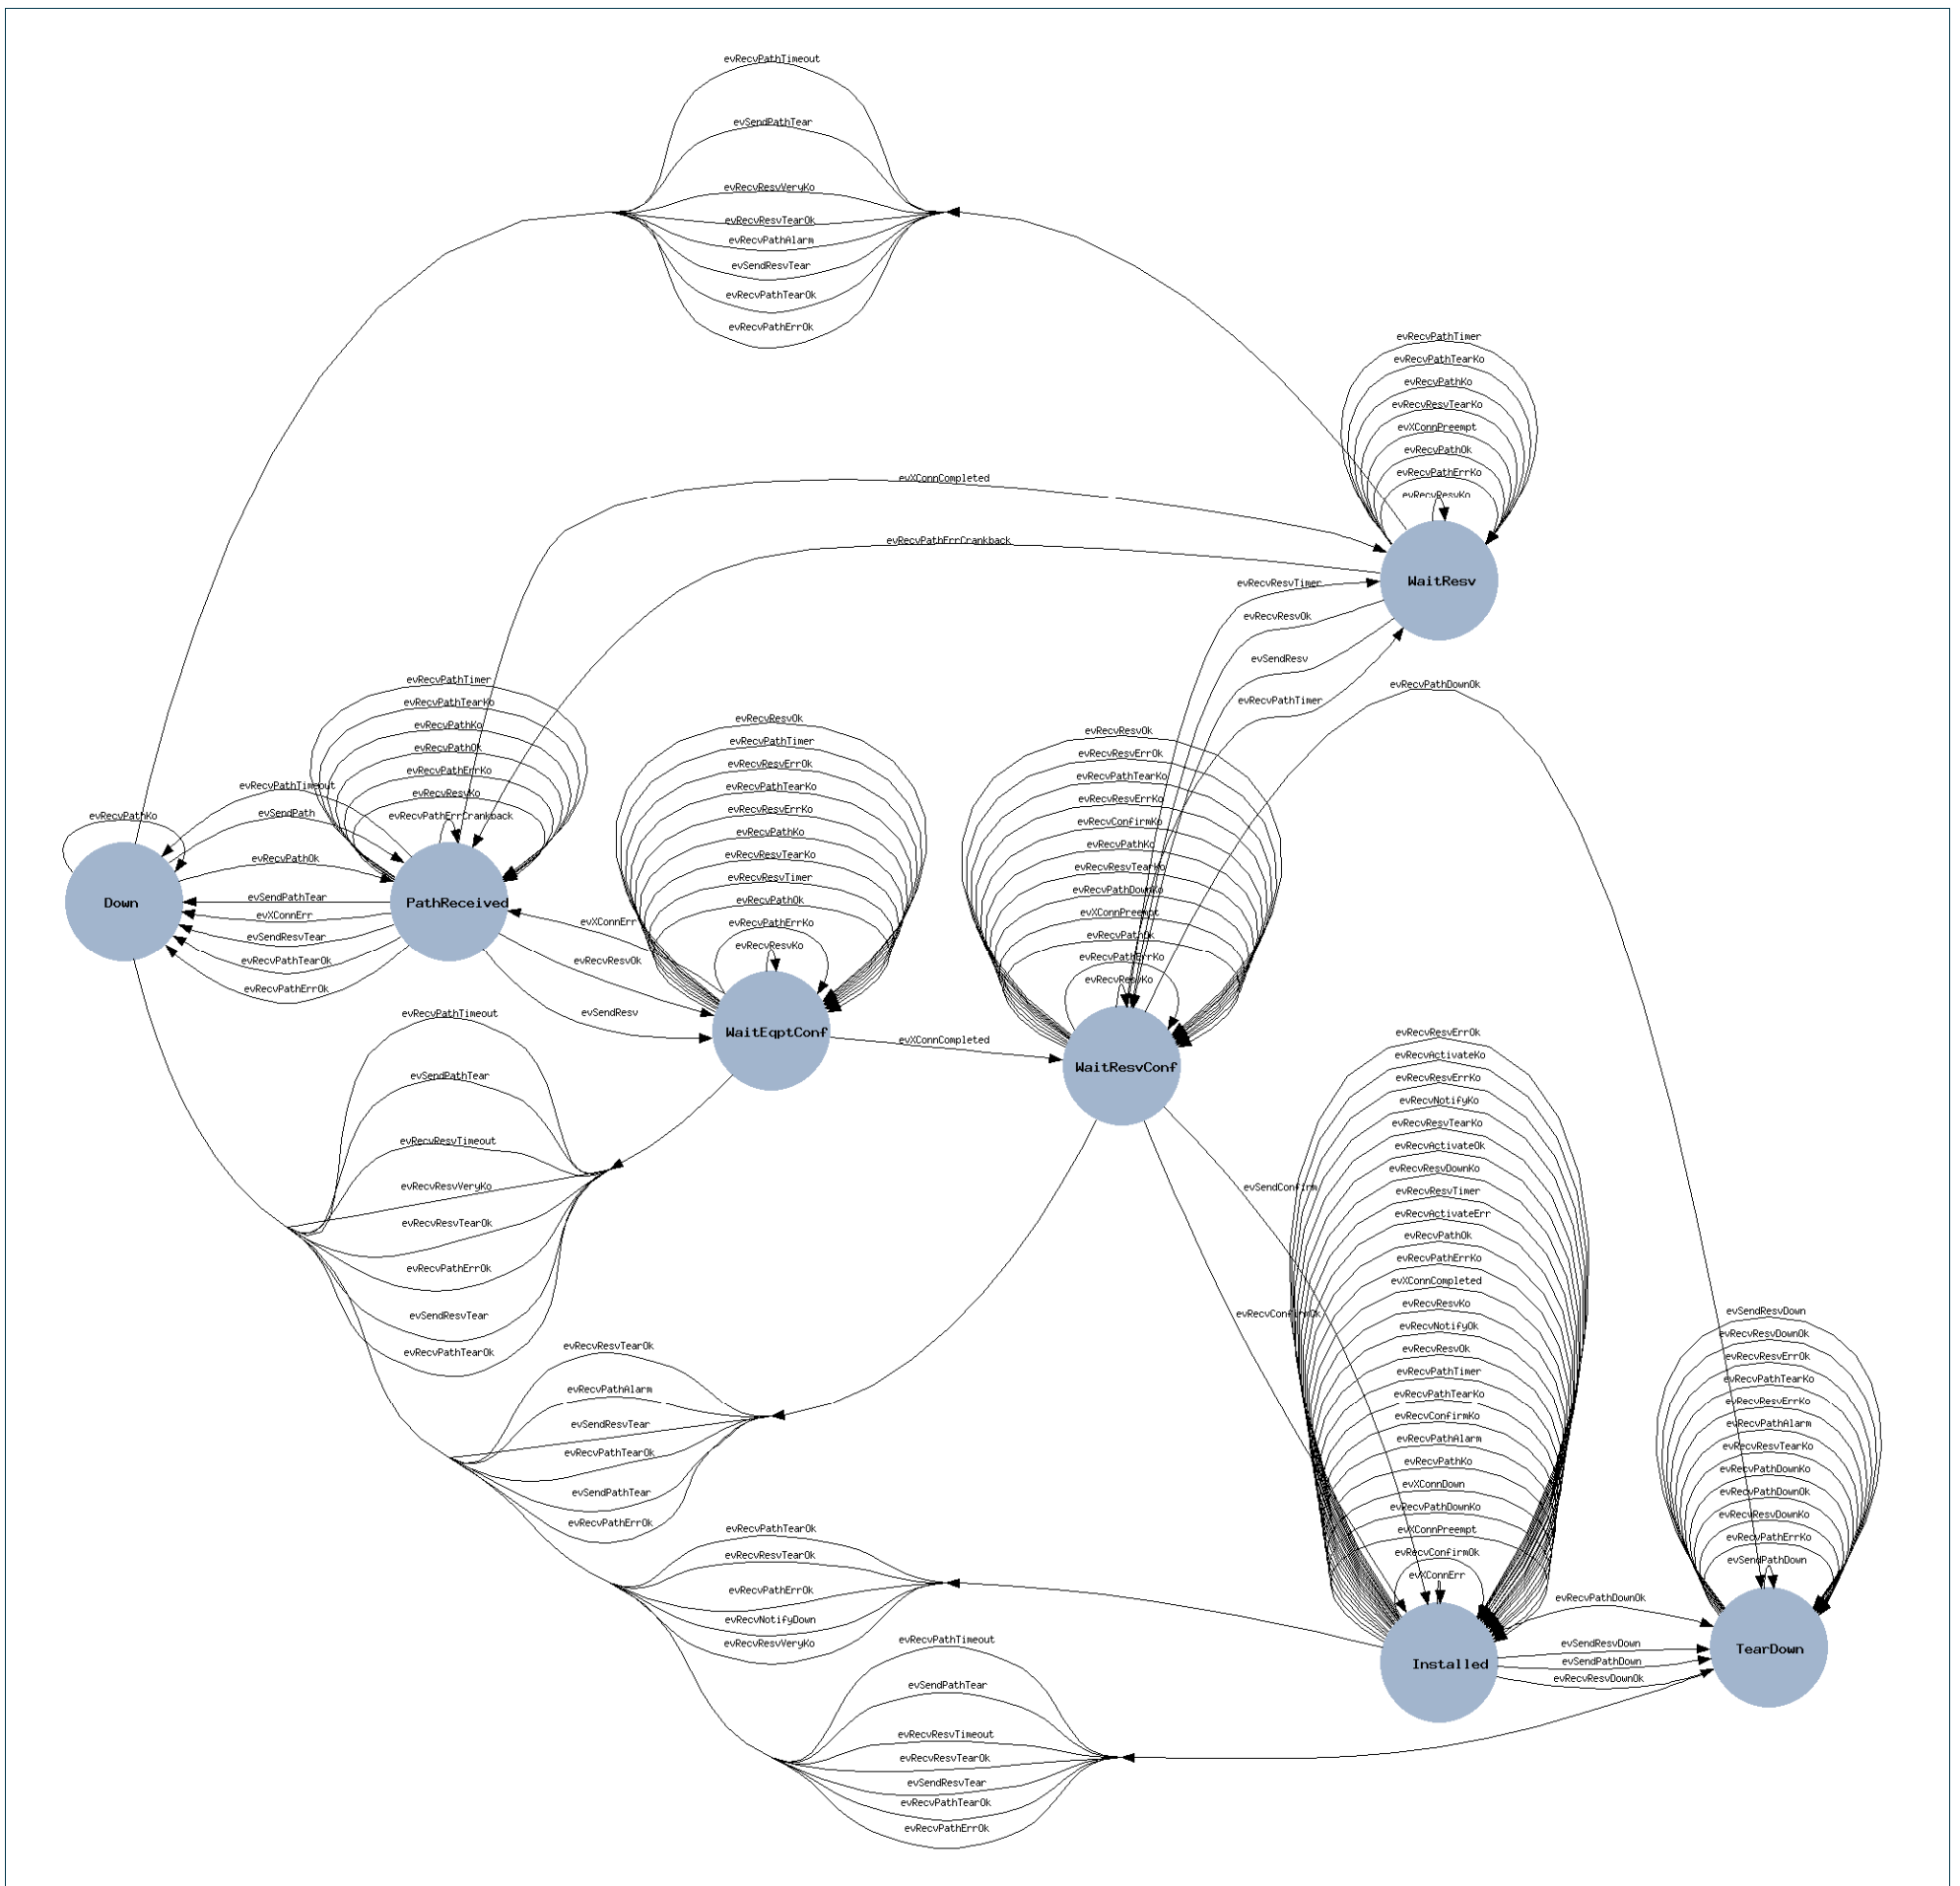 evRecvPathTimeout
evSendPathTear
evRecvResvVeryKo
evRecvResvTearOk
evRecvPathAlarm
evSendResvTear
evRecvPathTearOk
evRecvPathErrOk
evRecvPathTimer
evRecvPathTearKo
evRecvPathKo
evRecvResvTearKo
evXConnPreempt
evRecvPathOk
evRecvPathErrKo
evRecvResvKo
WaitResv
evXConnCompleted
evRecvPathErrCrankback
evRecvResvTimer
evRecvResvOk
evSendResv
evRecvPathTimer
evRecvPathDownOk
evRecvPathTimer
evRecvPathTearKo
evRecvPathKo
evRecvPathOk
evRecvPathErrKo
evRecvResvKo
evRecvPathErrCrankback
PathReceived
evRecvPathTimeout
evSendPath
evRecvPathOk
evSendPathTear
evXConnErr
evSendResvTear
evRecvPathTearOk
evRecvPathErrOk
evRecvPathKo
Down
evRecvResvOk
evRecvPathTimer
evRecvResvErrOk
evRecvPathTearKo
evRecvResvErrKo
evRecvPathKo
evRecvResvTearKo
evRecvResvTimer
evRecvPathOk
evRecvPathErrKo
evRecvResvKo
WaitEqptConf
evXConnErr
evRecvResvOk
evSendResv
evXConnCompleted
evRecvResvOk
evRecvResvErrOk
evRecvPathTearKo
evRecvResvErrKo
evRecvConfirmKo
evRecvPathKo
evRecvResvTearKo
evRecvPathDownKo
evXConnPreempt
evRecvPathOk
evRecvPathErrKo
evRecvResvKo
WaitResvConf
evRecvPathTimeout
evSendPathTear
evRecvResvTimeout
evRecvResvVeryKo
evRecvResvTearOk
evRecvPathErrOk
evSendResvTear
evRecvPathTearOk
evSendConfirm
evRecvConfirmOk
evRecvResvErrOk
evRecvActivateKo
evRecvResvErrKo
evRecvNotifyKo
evRecvResvTearKo
evRecvActivateOk
evRecvResvDownKo
evRecvResvTimer
evRecvActivateErr
evRecvPathOk
evRecvPathErrKo
evXConnCompleted
evRecvResvKo
evRecvNotifyOk
evRecvResvOk
evRecvPathTimer
evRecvPathTearKo
evRecvConfirmKo
evRecvPathAlarm
evRecvPathKo
evXConnDown
evRecvPathDownKo
evXConnPreempt
evRecvConfirmOk
evXConnErr
Installed
evRecvResvTearOk
evRecvPathAlarm
evSendResvTear
evRecvPathTearOk
evSendPathTear
evRecvPathErrOk
evRecvPathTearOk
evRecvResvTearOk
evRecvPathErrOk
evRecvNotifyDown
evRecvResvVeryKo
evSendResvDown
evRecvResvDownOk
evRecvResvErrOk
evRecvPathTearKo
evRecvResvErrKo
evRecvPathAlarm
evRecvResvTearKo
evRecvPathDownKo
evRecvPathDownOk
evRecvResvDownKo
evRecvPathErrKo
evSendPathDown
TearDown
evRecvPathDownOk
evSendResvDown
evSendPathDown
evRecvResvDownOk
evRecvPathTimeout
evSendPathTear
evRecvResvTimeout
evRecvResvTearOk
evSendResvTear
evRecvPathTearOk
evRecvPathErrOk